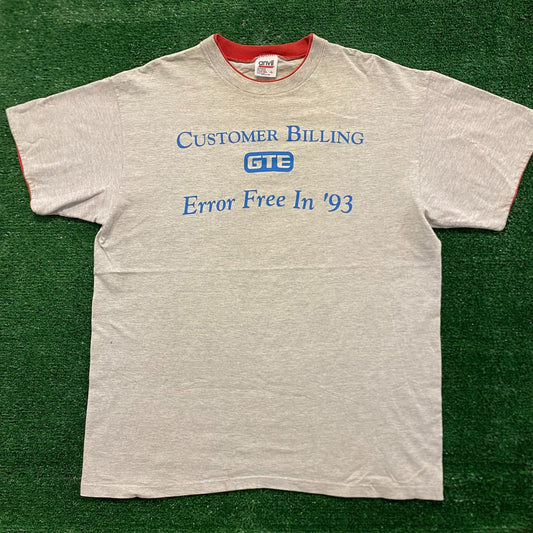 anvil
CUSTOMER BILLING
GTE
Error Free In '93